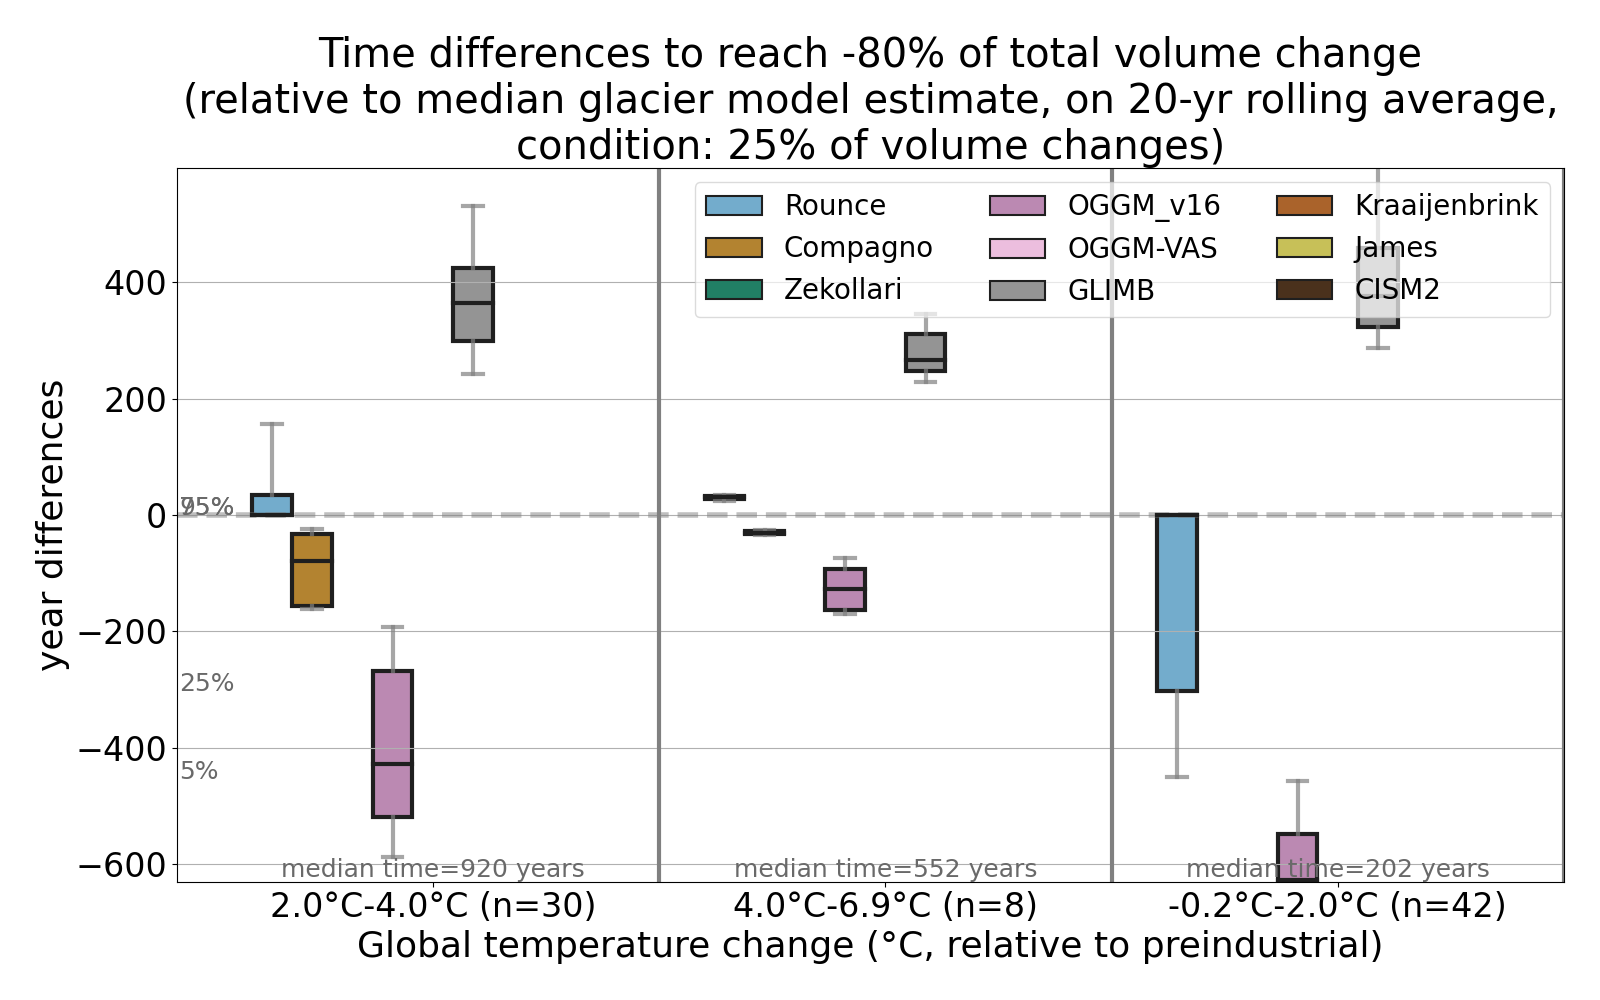 Time differences to reach -80% of total volume change
(relative to median glacier model estimate, on 20-yr rolling average,
condition: 25% of volume changes)
Rounce
OGGM_v16
Kraaijenbrink
Compagno
OGGM-VAS
James
Zekollari
GLIMB
CISM2
400
200
0
−200
−400
−600
year differences
95%
25%
5%
median time=920 years
median time=552 years
median time=202 years
2.0°C-4.0°C (n=30)
4.0°C-6.9°C (n=8)
-0.2°C-2.0°C (n=42)
Global temperature change (°C, relative to preindustrial)